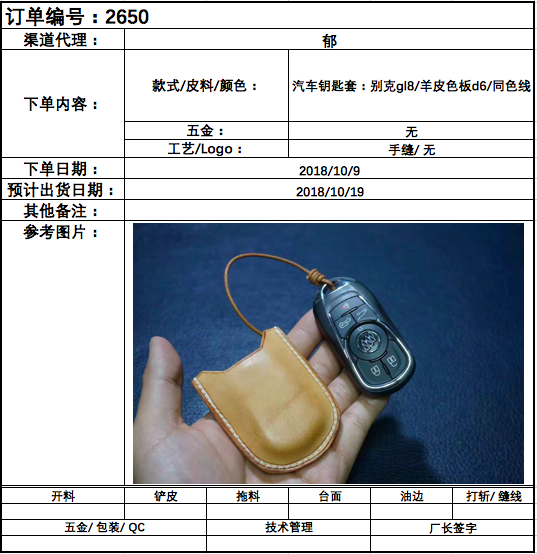 订单编号：2650
渠道代理： 郁
下单内容： 款式/皮料/颜色： 汽车钥匙套：别克gl8/羊皮色板d6/同色线
五金： 无
工艺/Logo： 手缝/ 无
下单日期： 2018/10/9
预计出货日期： 2018/10/19
其他备注：
参考图片：
开料 铲皮 拖料 台面 油边 打斩/ 缝线
五金/ 包装/ QC 技术管理 厂长签字